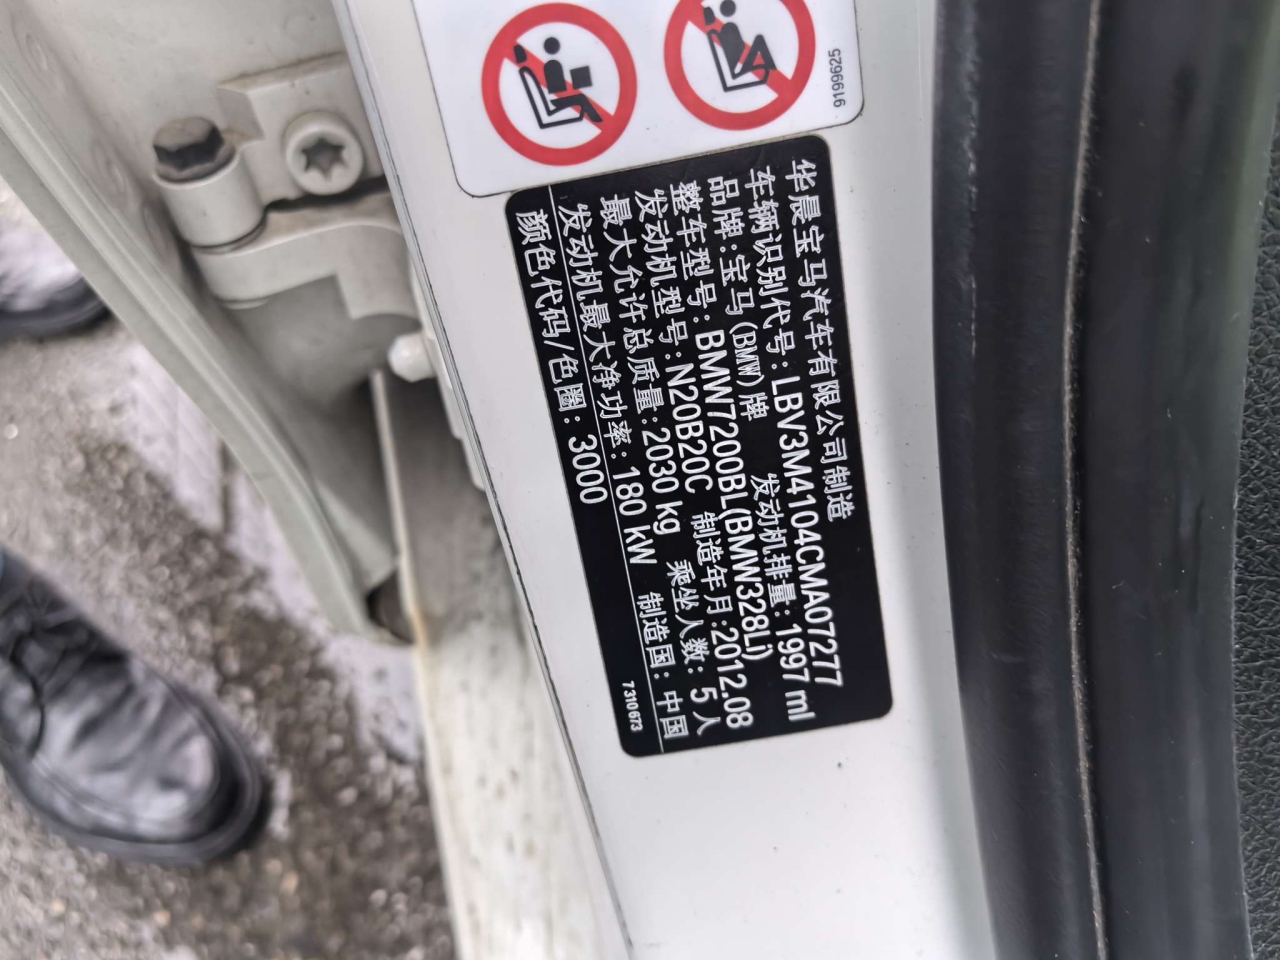 9199625
华晨宝马汽车有限公司制造
车辆识别代号:LBV3M4104CMA07277
品牌:宝马(BMW)牌 发动机排量:1997 ml
整车型号:BMW7200BL(BMW328Li)
发动机型号:N20B20C 制造年月:2012.08
最大允许总质量:2030 kg 乘坐人数:5人
发动机最大净功率:180 kW 制造国:中国
颜色代码/色圈:3000
7310673